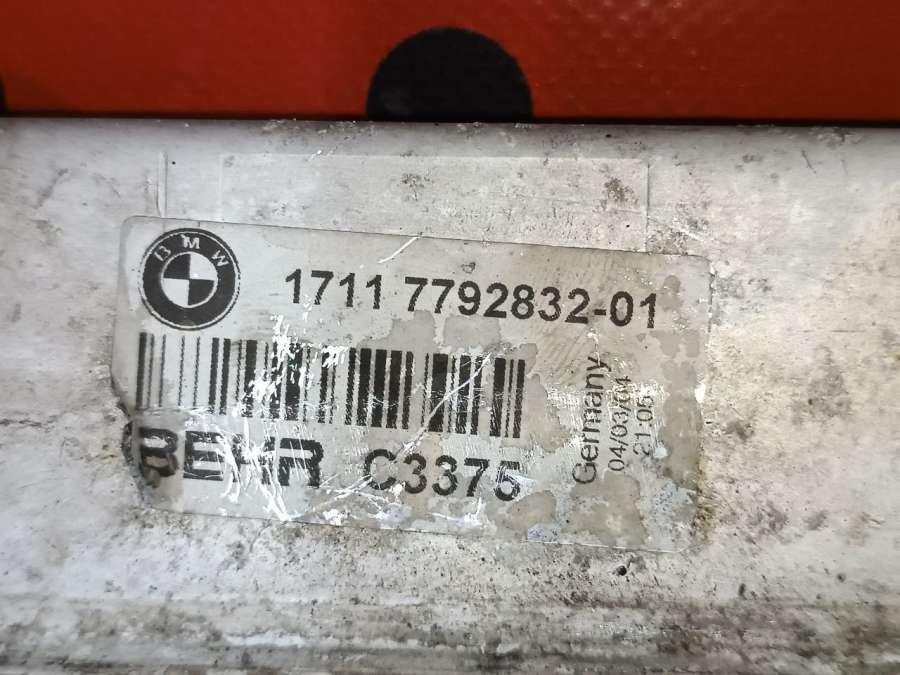 BMW
1711 7792832-01
BEHR C3375
Germany
04/03/04
21:05